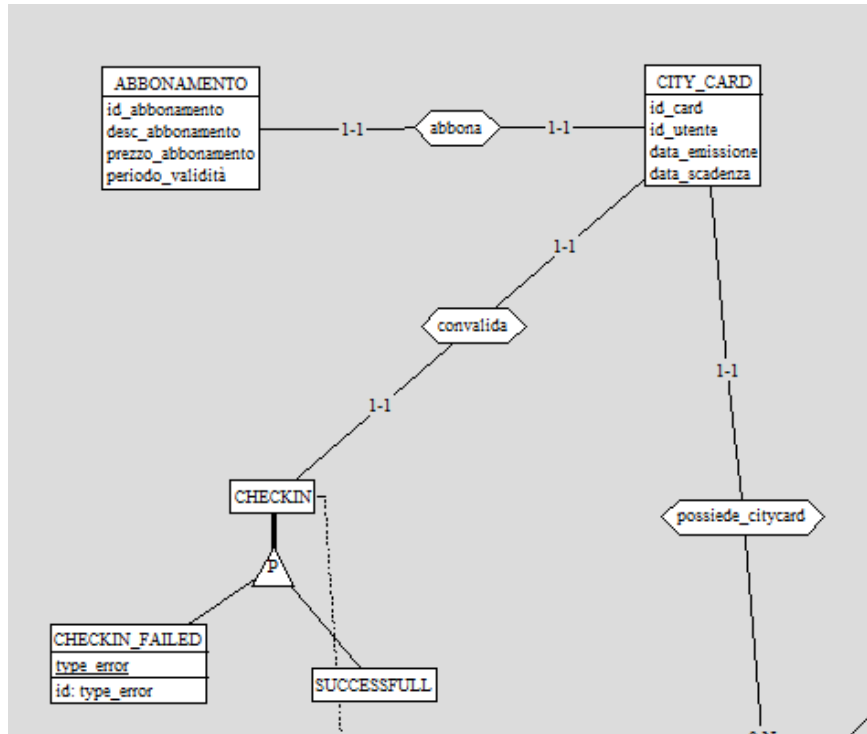 ABBONAMENTO
id_abbonamento
desc_abbonamento
prezzo_abbonamento
periodo_validità
1-1
abbona
1-1
CITY_CARD
id_card
id_utente
data_emissione
data_scadenza
1-1
convalida
1-1
1-1
CHECKIN
possiede_citycard
P
CHECKIN_FAILED
type_error
id: type_error
SUCCESSFULL